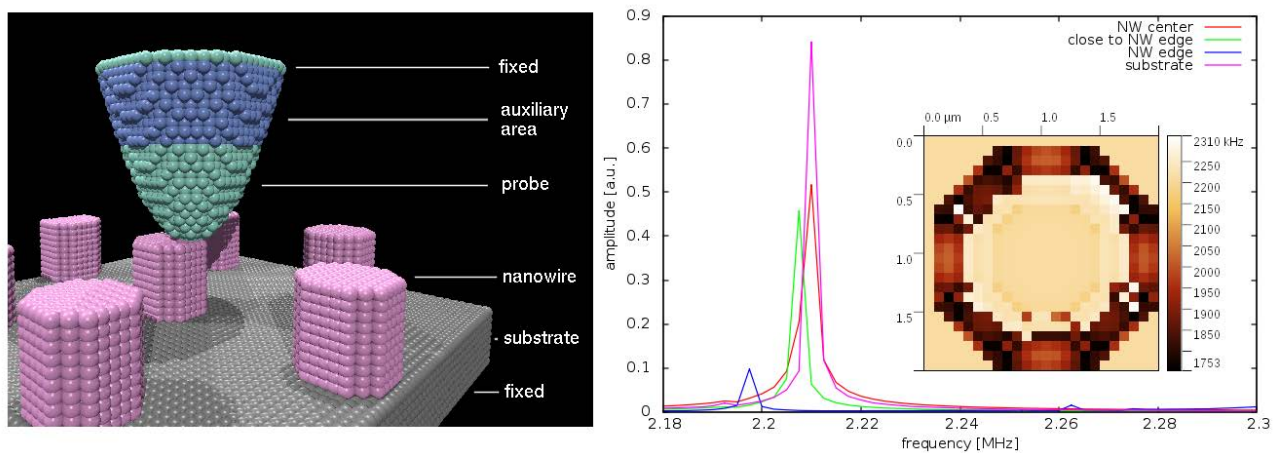 fixed
auxiliary
area
probe
nanowire
substrate
fixed
0.9
0.8
0.7
0.6
0.5
0.4
0.3
0.2
0.1
0
amplitude [a.u.]
2.18
2.2
2.22
2.24
2.26
2.28
2.3
frequency [MHz]
NW center
close to NW edge
NW edge
substrate
0.0 µm
0.5
1.0
1.5
0.0
0.5
1.0
1.5
2310 kHz
2250
2200
2150
2100
2050
2000
1950
1900
1850
1753